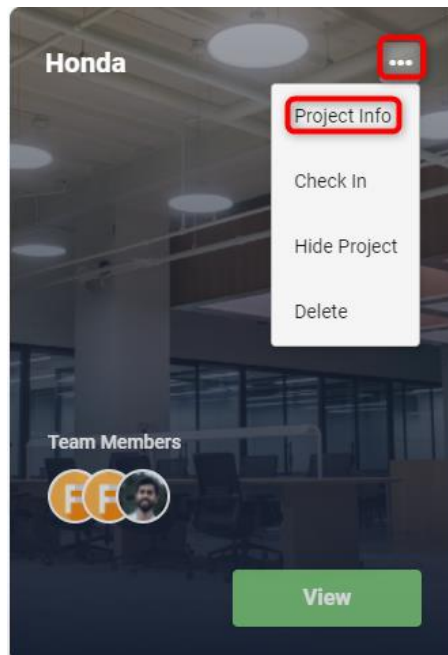 Honda
...
Project Info
Check In
Hide Project
Delete
Team Members
F F
View